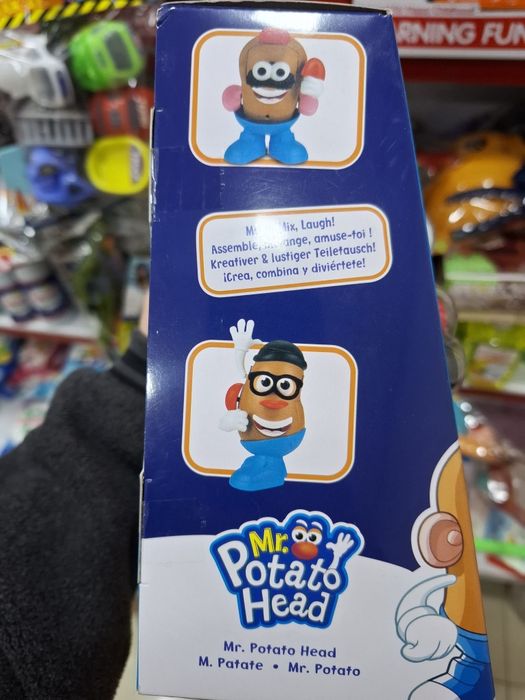 RNING FUN
Mix, Laugh!
Assemble, amuse-toi !
Kreativer & lustiger Teiletausch!
¡Crea, combina y diviértete!
Mr.
Potato
Head
Mr. Potato Head
M. Patate • Mr. Potato